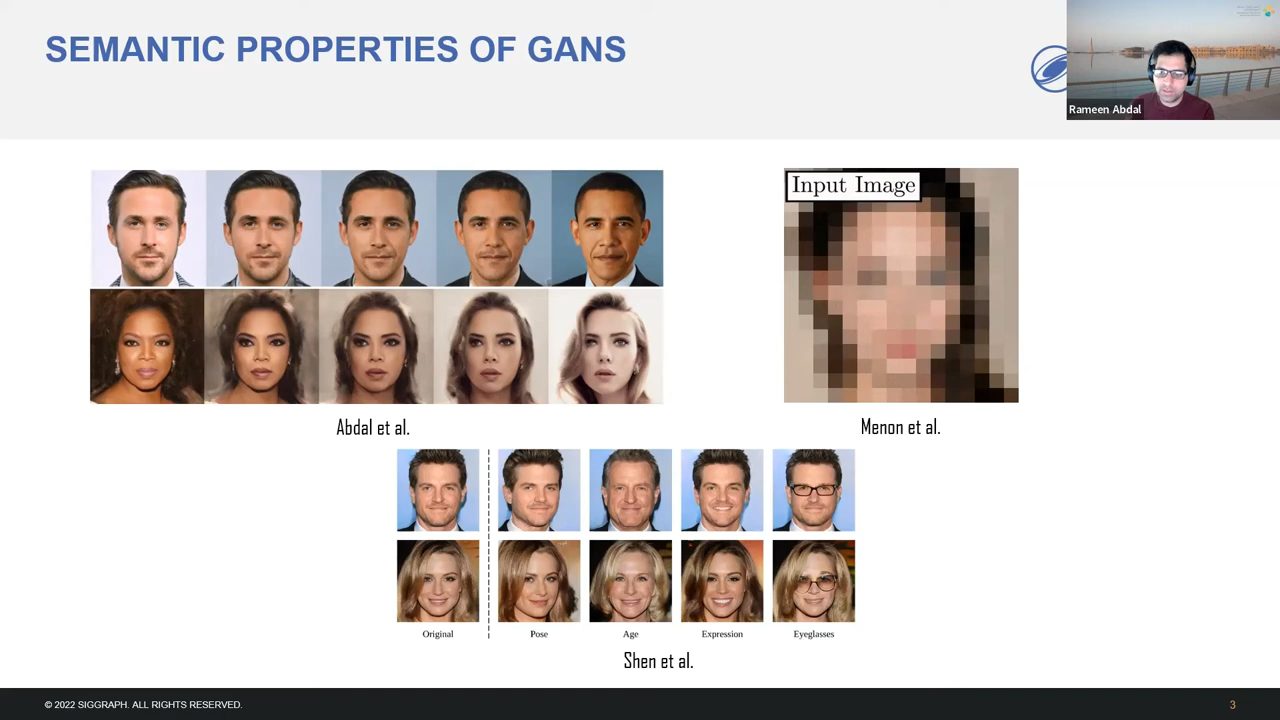 SEMANTIC PROPERTIES OF GANS
Rameen Abdal
Input Image
Abdal et al.
Menon et al.
Original Pose Age Expression Eyeglasses
Shen et al.
© 2022 SIGGRAPH. ALL RIGHTS RESERVED.
3